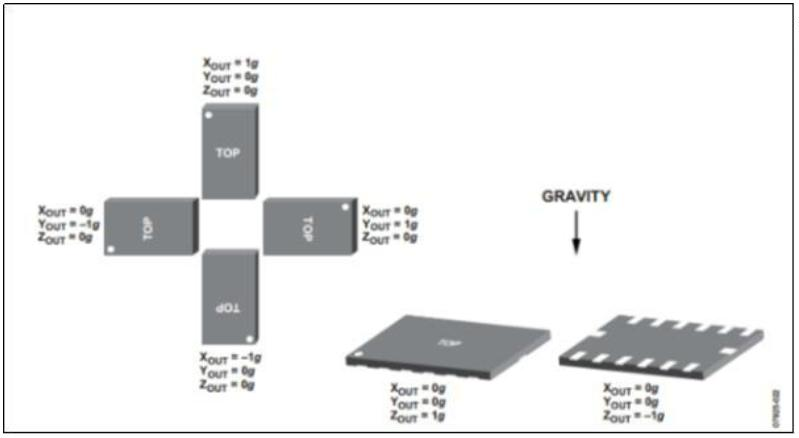 XOUT = 1g
YOUT = 0g
ZOUT = 0g
TOP
XOUT = 0g
YOUT = –1g
ZOUT = 0g
TOP
TOP
XOUT = 0g
YOUT = 1g
ZOUT = 0g
TOP
XOUT = –1g
YOUT = 0g
ZOUT = 0g
GRAVITY
TOP
XOUT = 0g
YOUT = 0g
ZOUT = 1g
XOUT = 0g
YOUT = 0g
ZOUT = –1g
07925-022